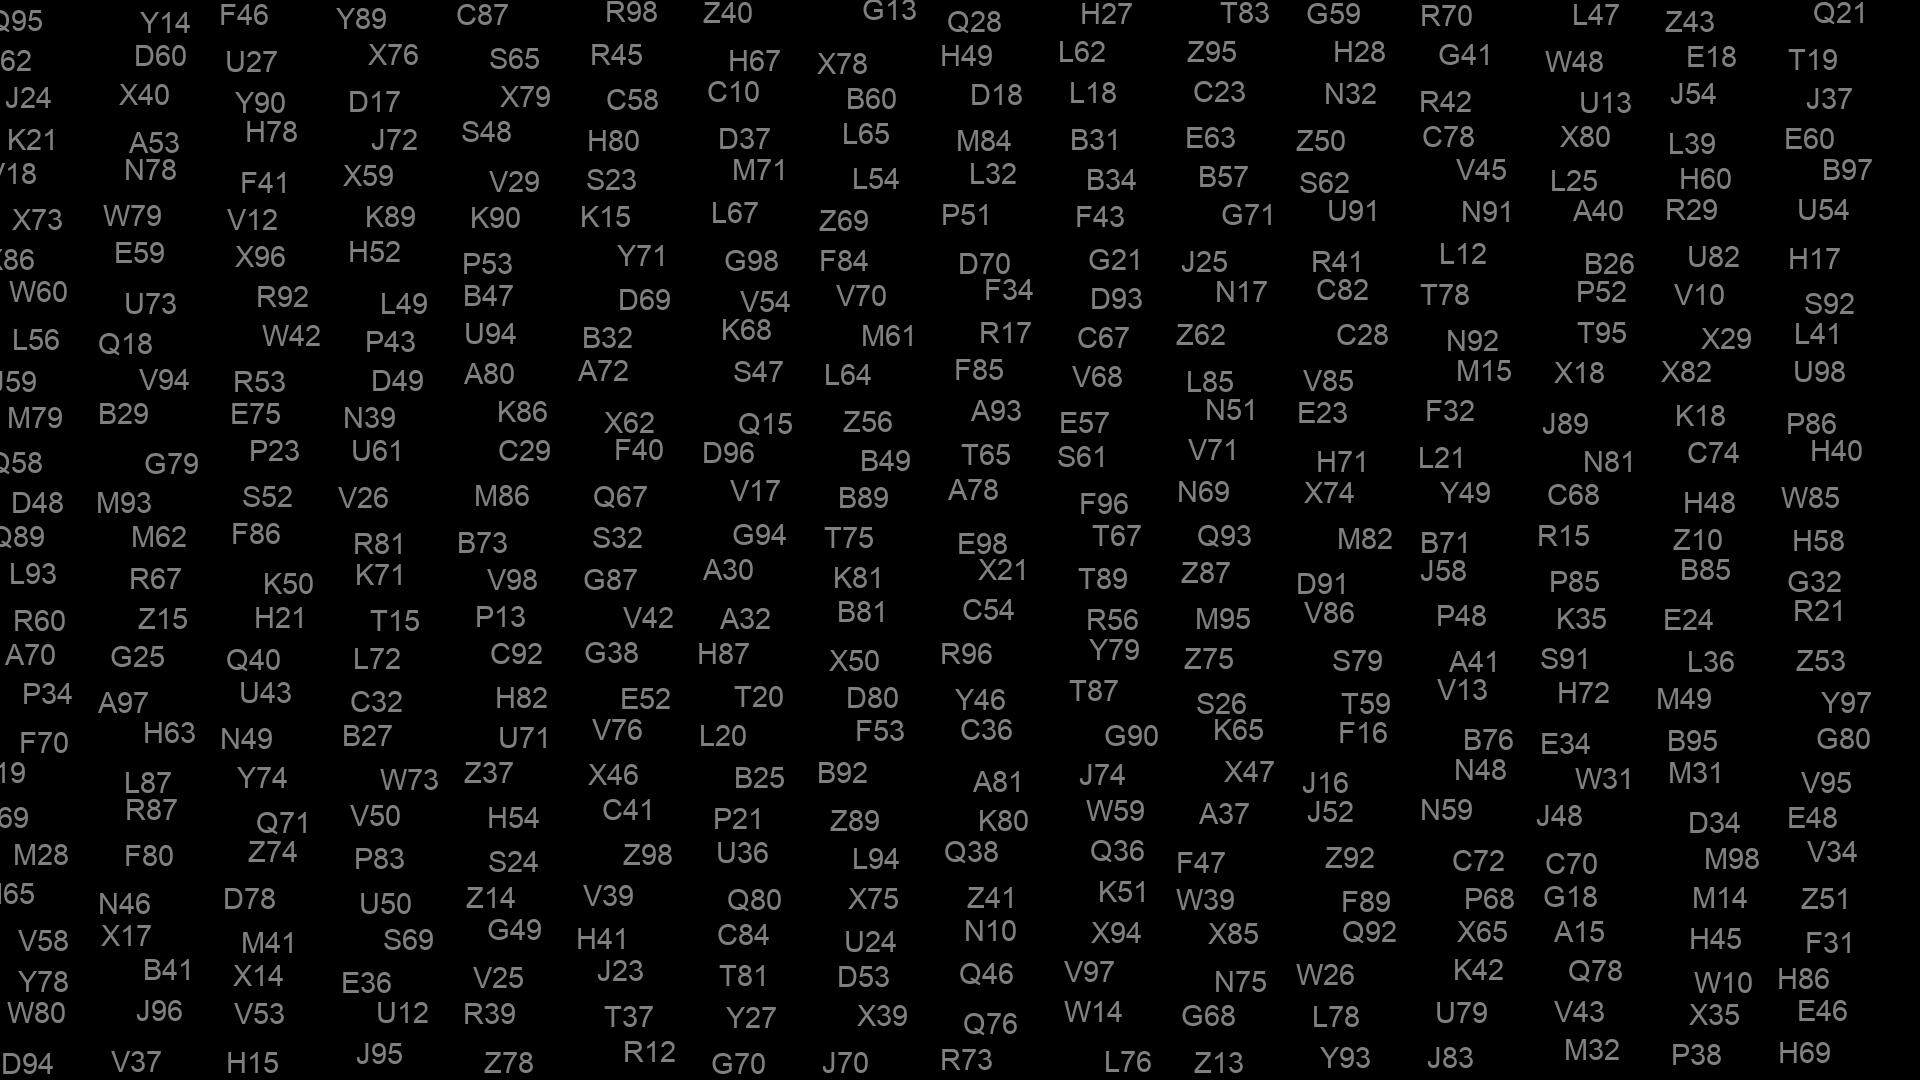 Q95 Y14 F46 Y89 C87 R98 Z40 G13 Q28 H27 T83 G59 R70 L47 Z43 Q21
62 D60 U27 X76 S65 R45 H67 X78 H49 L62 Z95 H28 G41 W48 E18 T19
J24 X40 Y90 D17 X79 C58 C10 B60 D18 L18 C23 N32 R42 U13 J54 J37
K21 A53 H78 J72 S48 H80 D37 L65 M84 B31 E63 Z50 C78 X80 L39 E60
18 N78 F41 X59 V29 S23 M71 L54 L32 B34 B57 S62 V45 L25 H60 B97
X73 W79 V12 K89 K90 K15 L67 Z69 P51 F43 G71 U91 N91 A40 R29 U54
86 E59 X96 H52 P53 Y71 G98 F84 D70 G21 J25 R41 L12 B26 U82 H17
W60 U73 R92 L49 B47 D69 V54 V70 F34 D93 N17 C82 T78 P52 V10 S92
L56 Q18 W42 P43 U94 B32 K68 M61 R17 C67 Z62 C28 N92 T95 X29 L41
59 V94 R53 D49 A80 A72 S47 L64 F85 V68 L85 V85 M15 X18 X82 U98
M79 B29 E75 N39 K86 X62 Q15 Z56 A93 E57 N51 E23 F32 J89 K18 P86
Q58 G79 P23 U61 C29 F40 D96 B49 T65 S61 V71 H71 L21 N81 C74 H40
D48 M93 S52 V26 M86 Q67 V17 B89 A78 F96 N69 X74 Y49 C68 H48 W85
Q89 M62 F86 R81 B73 S32 G94 T75 E98 T67 Q93 M82 B71 R15 Z10 H58
L93 R67 K50 K71 V98 G87 A30 K81 X21 T89 Z87 D91 J58 P85 B85 G32
R60 Z15 H21 T15 P13 V42 A32 B81 C54 R56 M95 V86 P48 K35 E24 R21
A70 G25 Q40 L72 C92 G38 H87 X50 R96 Y79 Z75 S79 A41 S91 L36 Z53
P34 A97 U43 C32 H82 E52 T20 D80 Y46 T87 S26 T59 V13 H72 M49 Y97
F70 H63 N49 B27 U71 V76 L20 F53 C36 G90 K65 F16 B76 E34 B95 G80
19 L87 Y74 W73 Z37 X46 B25 B92 A81 J74 X47 J16 N48 W31 M31 V95
69 R87 Q71 V50 H54 C41 P21 Z89 K80 W59 A37 J52 N59 J48 D34 E48
M28 F80 Z74 P83 S24 Z98 U36 L94 Q38 Q36 F47 Z92 C72 C70 M98 V34
65 N46 D78 U50 Z14 V39 Q80 X75 Z41 K51 W39 F89 P68 G18 M14 Z51
V58 X17 M41 S69 G49 H41 C84 U24 N10 X94 X85 Q92 X65 A15 H45 F31
Y78 B41 X14 E36 V25 J23 T81 D53 Q46 V97 N75 W26 K42 Q78 W10 H86
W80 J96 V53 U12 R39 T37 Y27 X39 Q76 W14 G68 L78 U79 V43 X35 E46
D94 V37 H15 J95 Z78 R12 G70 J70 R73 L76 Z13 Y93 J83 M32 P38 H69